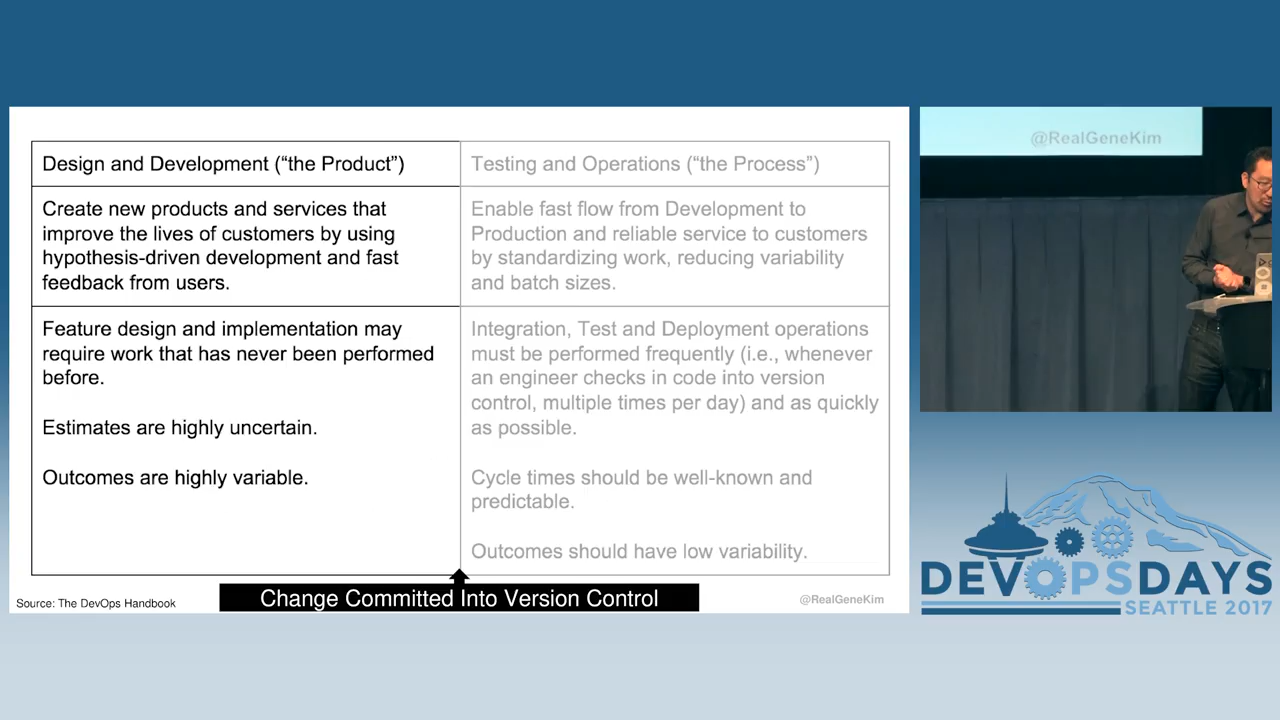 Design and Development (“the Product”)
Testing and Operations (“the Process”)
Create new products and services that
improve the lives of customers by using
hypothesis-driven development and fast
feedback from users.
Enable fast flow from Development to
Production and reliable service to customers
by standardizing work, reducing variability
and batch sizes.
Feature design and implementation may
require work that has never been performed
before.
Estimates are highly uncertain.
Outcomes are highly variable.
Integration, Test and Deployment operations
must be performed frequently (i.e., whenever
an engineer checks in code into version
control, multiple times per day) and as quickly
as possible.
Cycle times should be well-known and
predictable.
Outcomes should have low variability.
Change Committed Into Version Control
Source: The DevOps Handbook
@RealGeneKim
@RealGeneKim
DEVOPSDAYS
SEATTLE 2017